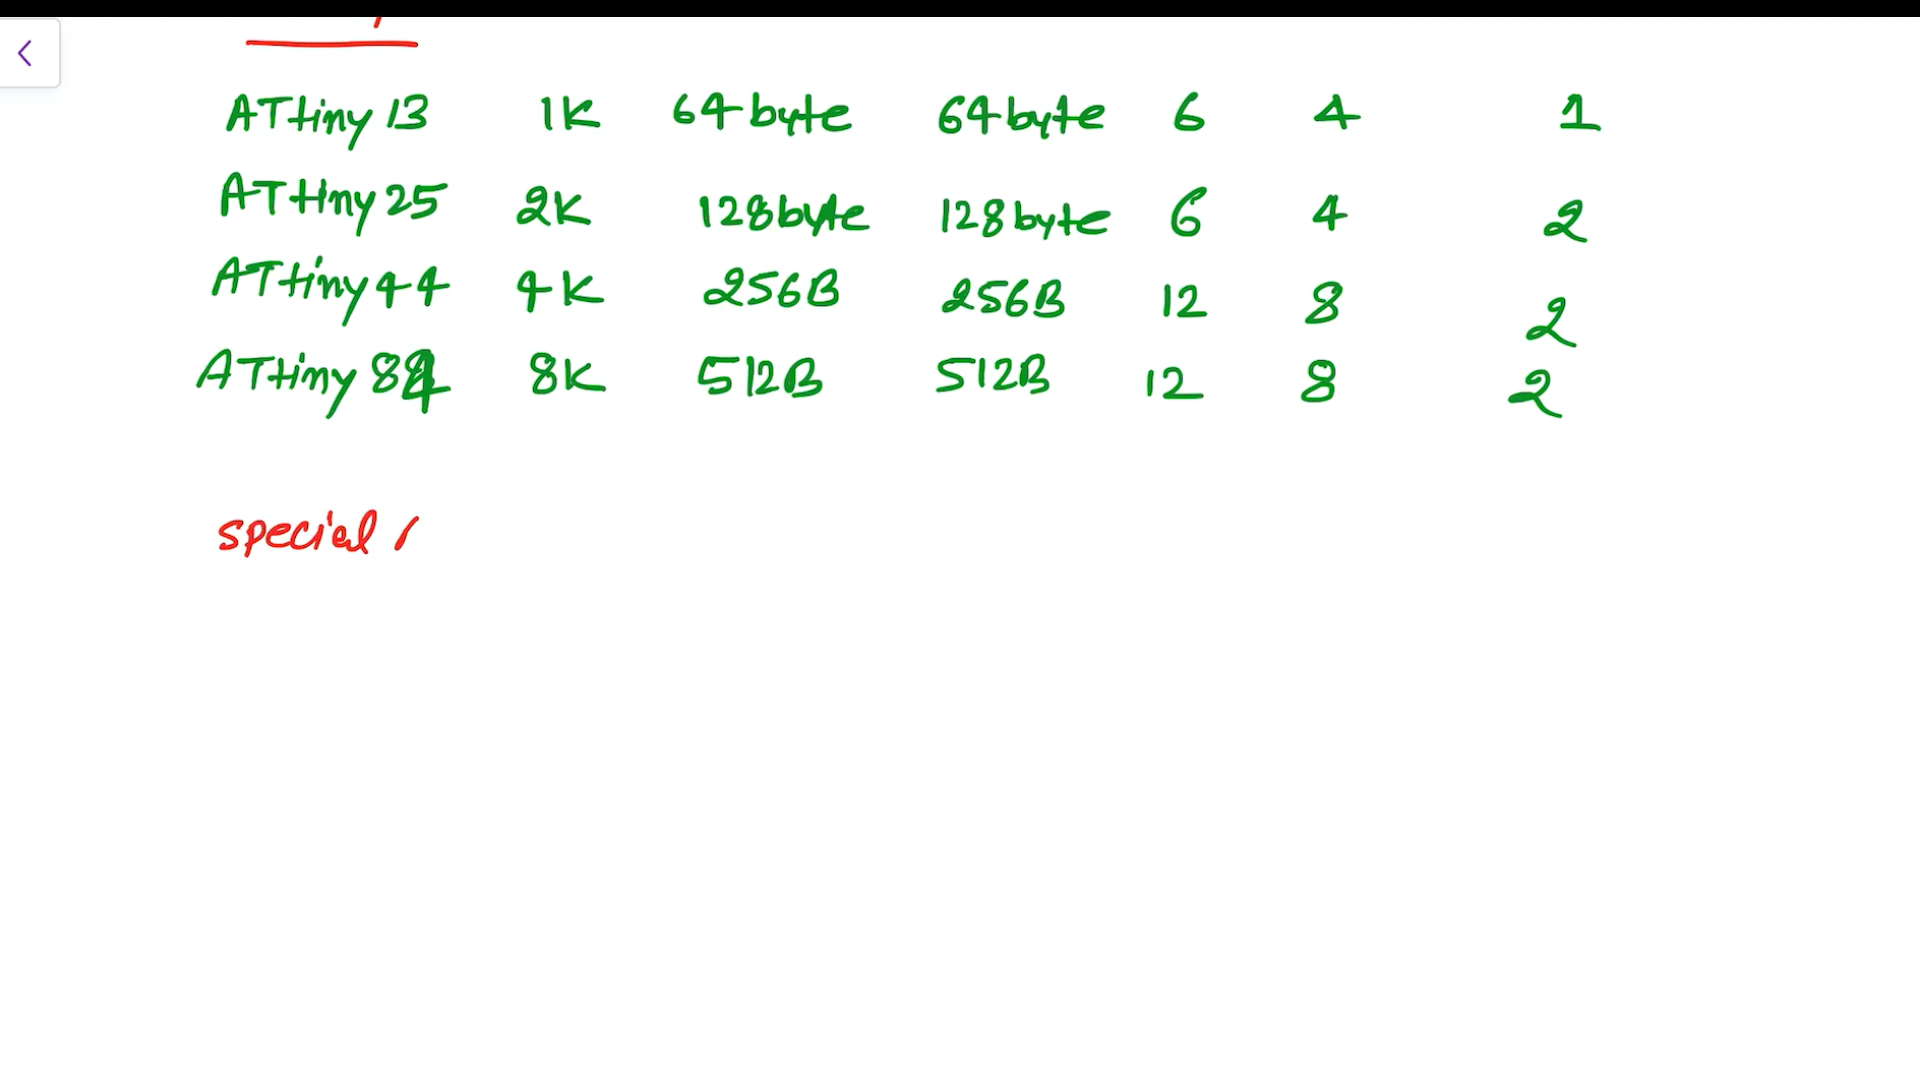 ATtiny 13 1K 64 byte 64 byte 6 4 1
ATtiny 25 2K 128 byte 128 byte 6 4 2
ATtiny 44 4K 256B 256B 12 8 2
ATtiny 84 8K 512B 512B 12 8 2
special